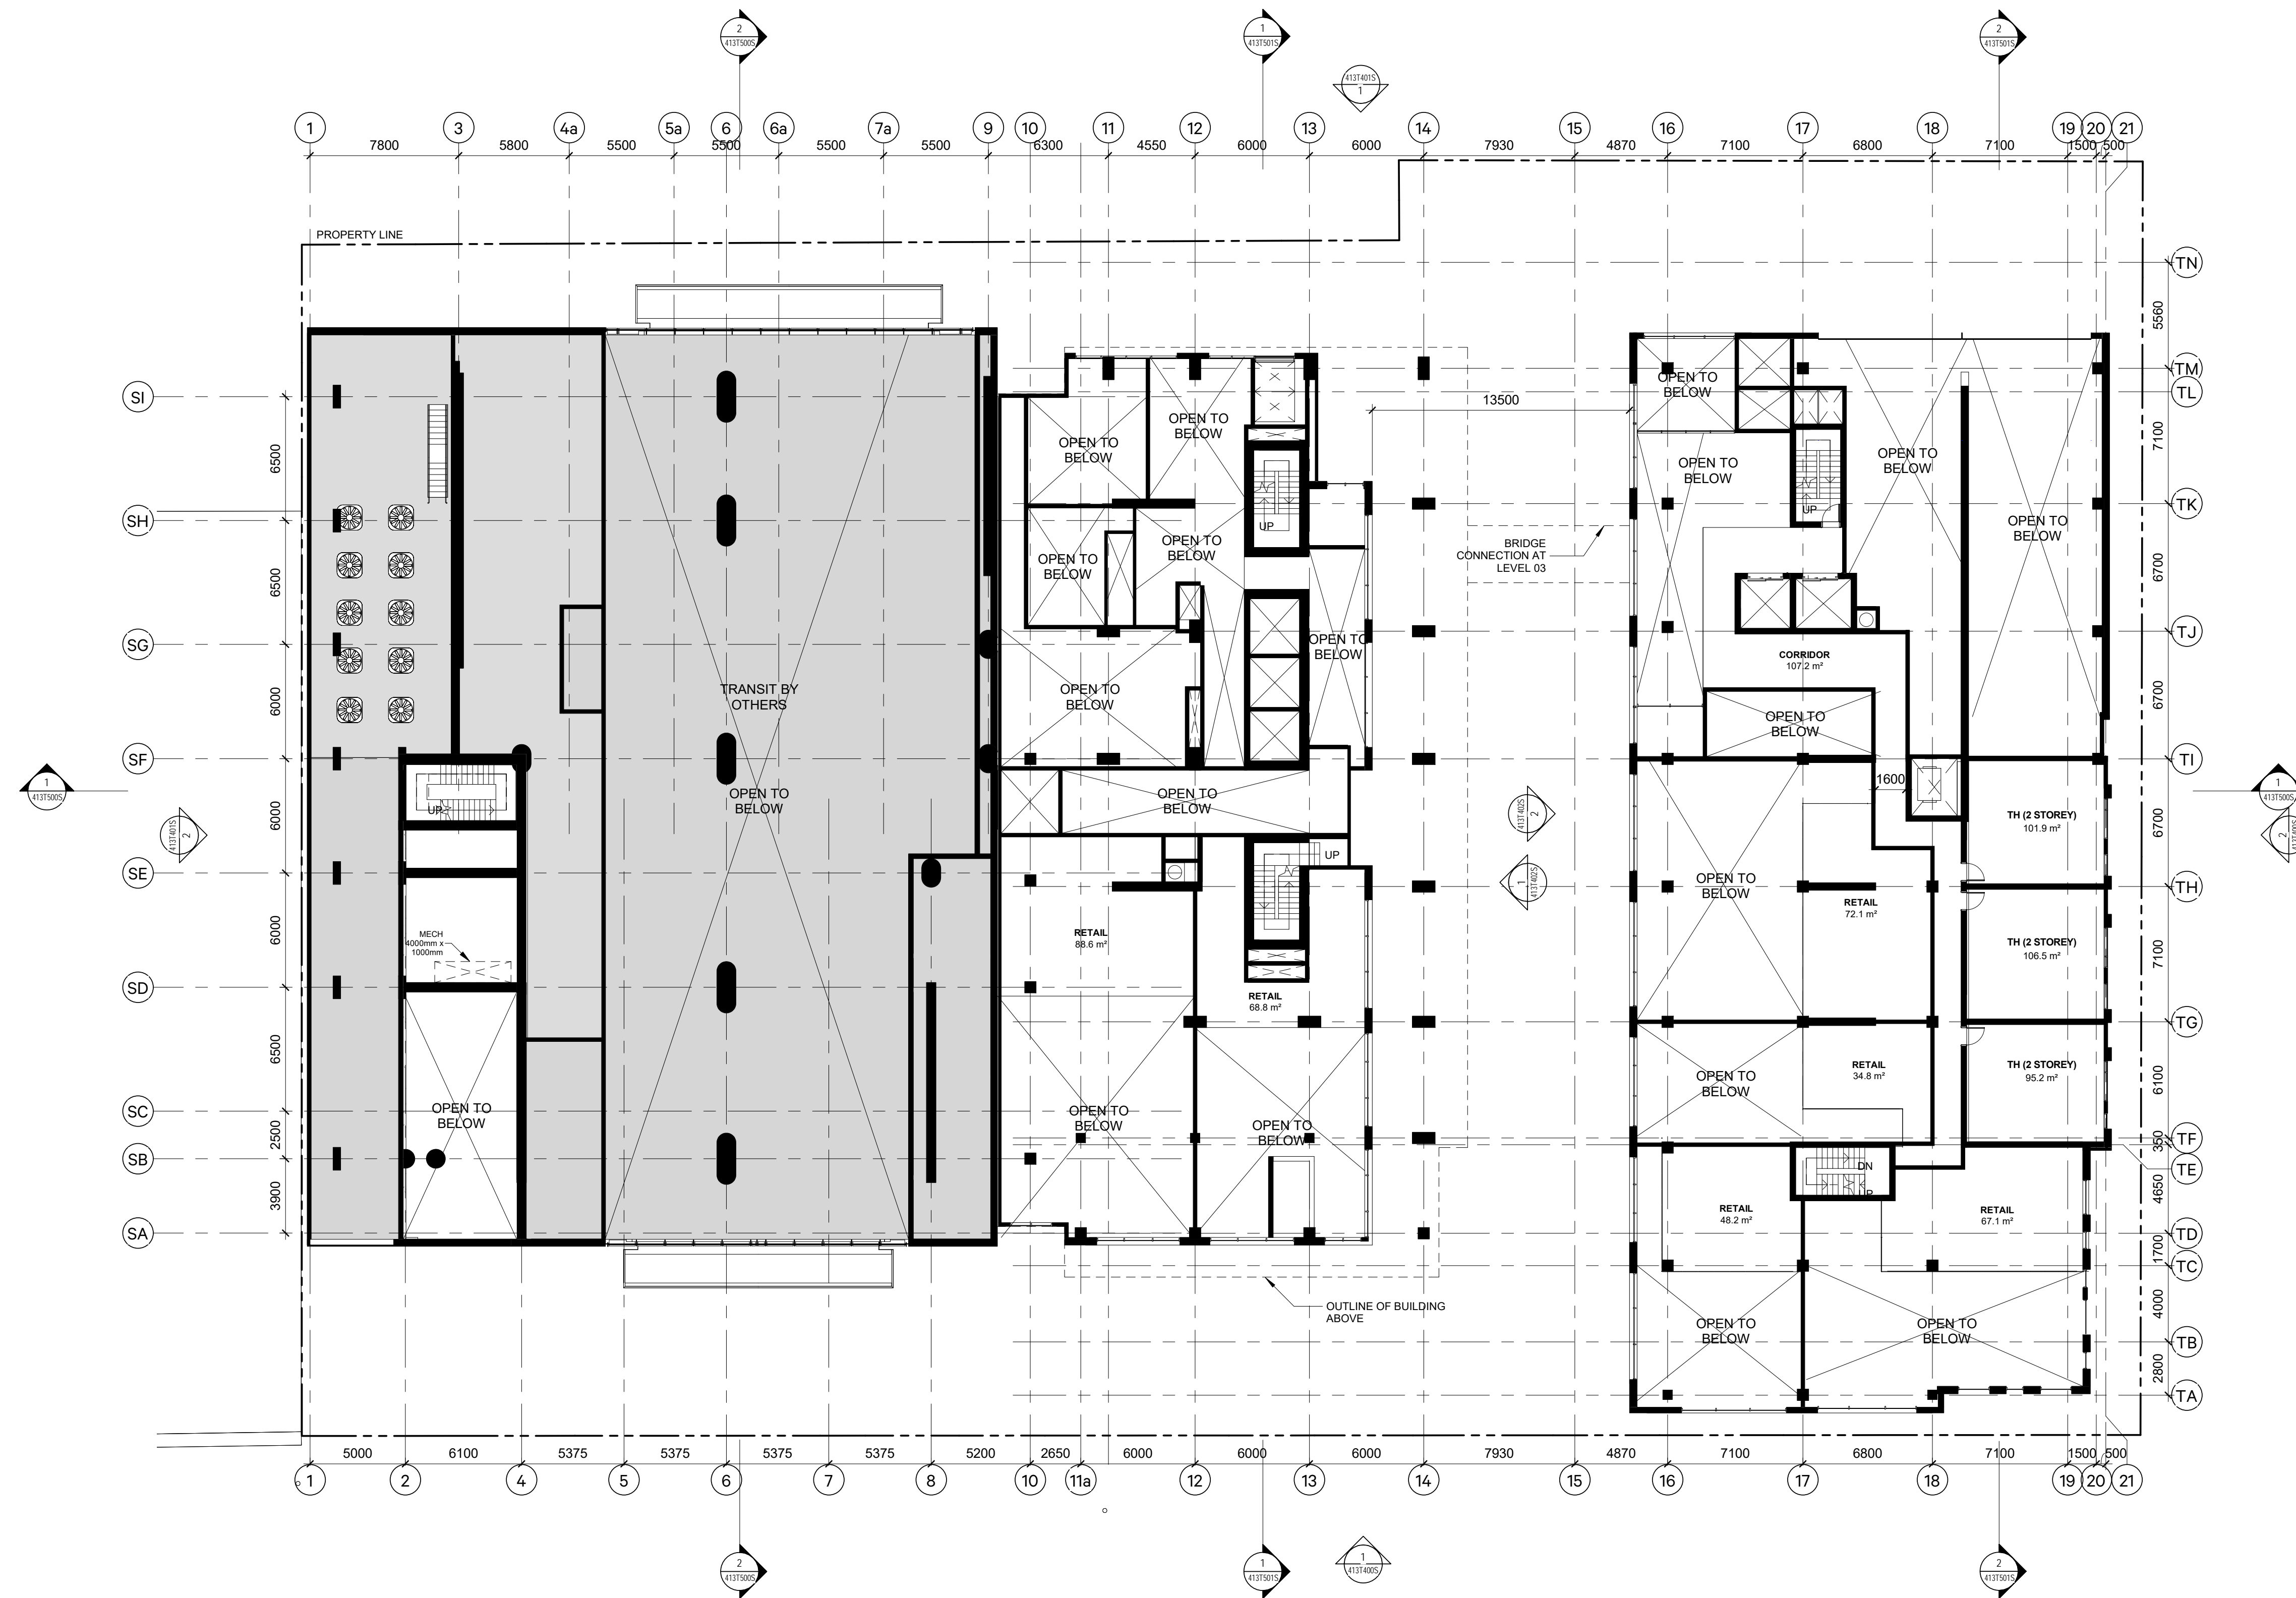 2
413T500S
1
413T501S
2
413T501S
413T401S
1
1
3
4a
5a
6
6a
7a
9
10
11
12
13
14
15
16
17
18
19
20
21
7800
5800
5500
5500
5500
5500
6300
4550
6000
6000
7930
4870
7100
6800
7100
1500
500
PROPERTY LINE
TN
5560
TM
TL
7100
TK
6700
TJ
6700
TI
6700
TH
7100
TG
6100
TF
350
TE
4650
TD
1700
TC
4000
TB
2800
TA
SI
6500
SH
6500
SG
6000
SF
6000
SE
6000
SD
6500
SC
2500
SB
3900
SA
1
413T500S
413T401S
2
UP
MECH
4000mm x
1000mm
OPEN TO
BELOW
TRANSIT BY
OTHERS
OPEN TO
BELOW
OPEN TO
BELOW
OPEN TO
BELOW
OPEN TO
BELOW
OPEN TO
BELOW
UP
OPEN TO
BELOW
OPEN TO
BELOW
OPEN TO
BELOW
UP
RETAIL
88.6 m²
RETAIL
68.8 m²
OPEN TO
BELOW
OPEN TO
BELOW
OUTLINE OF BUILDING
ABOVE
13500
BRIDGE
CONNECTION AT
LEVEL 03
413T402S
2
1
413T402S
OPEN TO
BELOW
OPEN TO
BELOW
OPEN TO
BELOW
OPEN TO
BELOW
UP
CORRIDOR
107.2 m²
OPEN TO
BELOW
1600
TH (2 STOREY)
101.9 m²
OPEN TO
BELOW
RETAIL
72.1 m²
TH (2 STOREY)
106.5 m²
OPEN TO
BELOW
RETAIL
34.8 m²
TH (2 STOREY)
95.2 m²
DN
UP
RETAIL
48.2 m²
RETAIL
67.1 m²
OPEN TO
BELOW
OPEN TO
BELOW
1
413T500S
2
413T400S
5000
6100
5375
5375
5375
5375
5200
2650
6000
6000
6000
7930
4870
7100
6800
7100
1500
500
1
2
4
5
6
7
8
10
11a
12
13
14
15
16
17
18
19
20
21
2
413T500S
1
413T501S
1
413T400S
2
413T501S